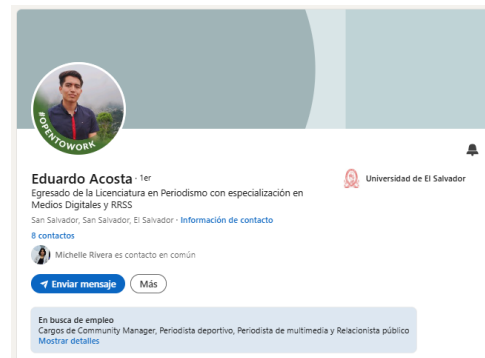 #OPENTOWORK
Eduardo Acosta · 1er
Egresado de la Licenciatura en Periodismo con especialización en
Medios Digitales y RRSS
Universidad de El Salvador
San Salvador, San Salvador, El Salvador · Información de contacto
8 contactos
Michelle Rivera es contacto en común
Enviar mensaje
Más
En busca de empleo
Cargos de Community Manager, Periodista deportivo, Periodista de multimedia y Relacionista público
Mostrar detalles